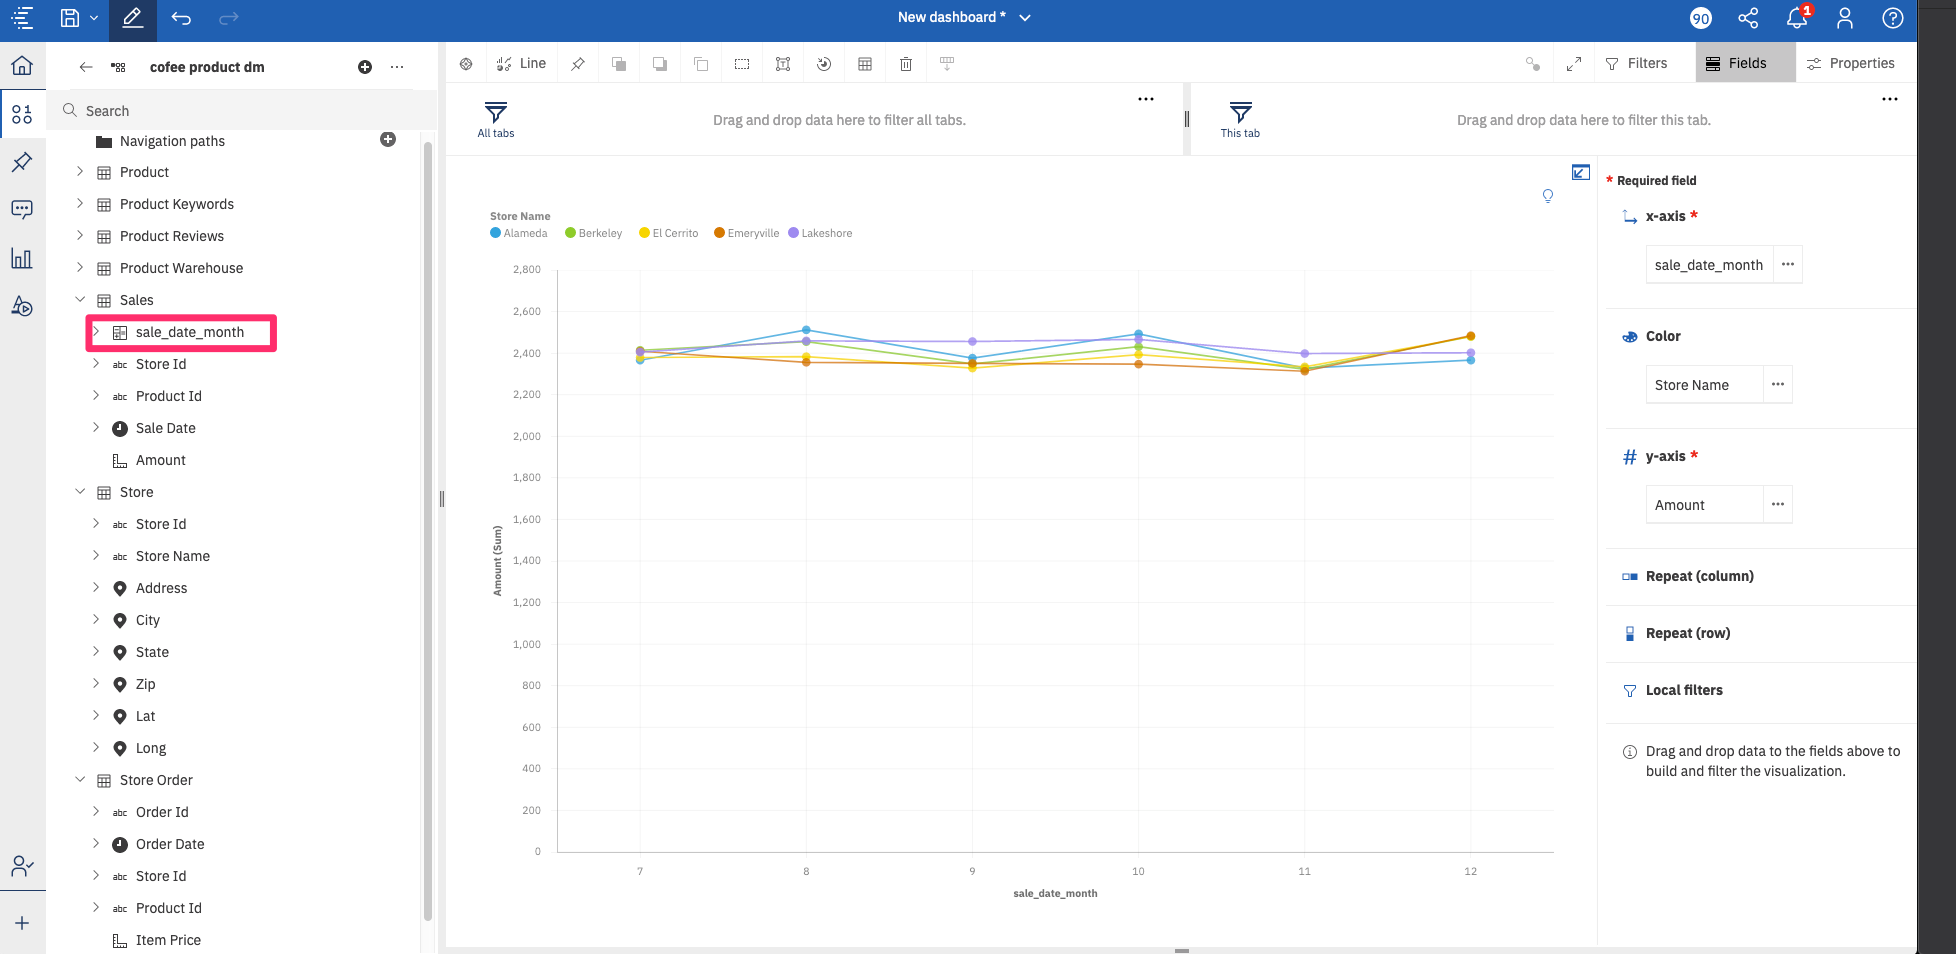 New dashboard *
90
1
cofee product dm
Line
Filters
Fields
Properties
Search
All tabs
Drag and drop data here to filter all tabs.
This tab
Drag and drop data here to filter this tab.
Navigation paths
Product
Product Keywords
Product Reviews
Product Warehouse
Sales
sale_date_month
abc Store Id
abc Product Id
Sale Date
Amount
Store
abc Store Id
abc Store Name
Address
City
State
Zip
Lat
Long
Store Order
abc Order Id
Order Date
abc Store Id
abc Product Id
Item Price
Store Name
Alameda Berkeley El Cerrito Emeryville Lakeshore
2,800
2,600
2,400
2,200
2,000
1,800
1,600
1,400
1,200
1,000
800
600
400
200
0
Amount (Sum)
7 8 9 10 11 12
sale_date_month
* Required field
x-axis *
sale_date_month
Color
Store Name
# y-axis *
Amount
Repeat (column)
Repeat (row)
Local filters
Drag and drop data to the fields above to
build and filter the visualization.